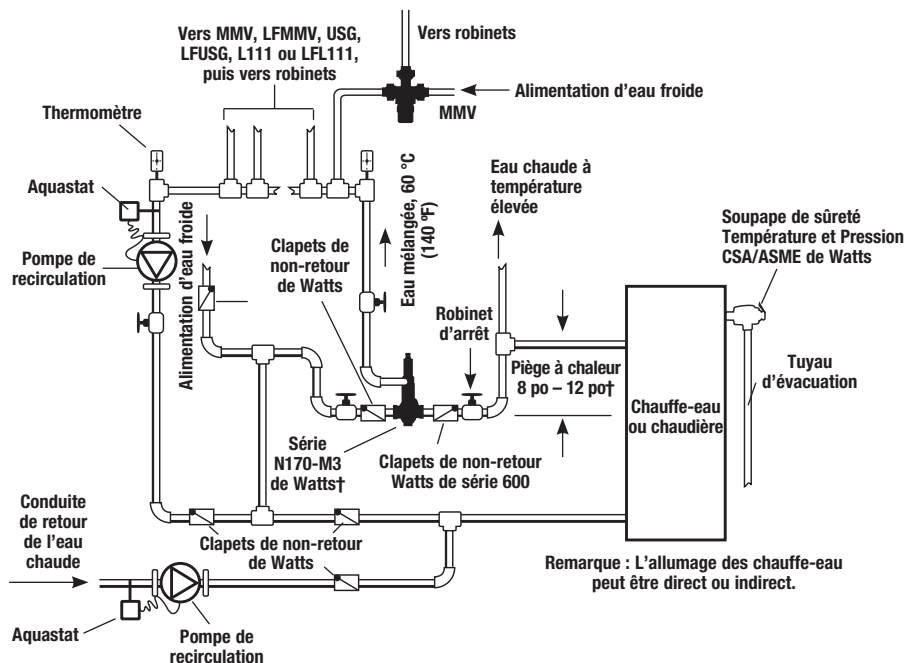 Vers MMV, LFMMV, USG,
LFUSG, L111 ou LFL111,
puis vers robinets
Vers robinets
Alimentation d'eau froide
MMV
Thermomètre
Aquastat
Pompe de
recirculation
Alimentation d'eau froide
Clapets de
non-retour
de Watts
Eau mélangée, 60 °C
(140 ºF)
Eau chaude à
température
élevée
Robinet
d'arrêt
Soupape de sûreté
Température et Pression
CSA/ASME de Watts
Tuyau
d'évacuation
Piège à chaleur
8 po – 12 po†
Chauffe-eau
ou chaudière
Série
N170-M3
de Watts†
Clapets de non-retour
Watts de série 600
Conduite
de retour
de l'eau
chaude
Clapets de non-retour
de Watts
Remarque : L'allumage des chauffe-eau
peut être direct ou indirect.
Aquastat
Pompe de
recirculation